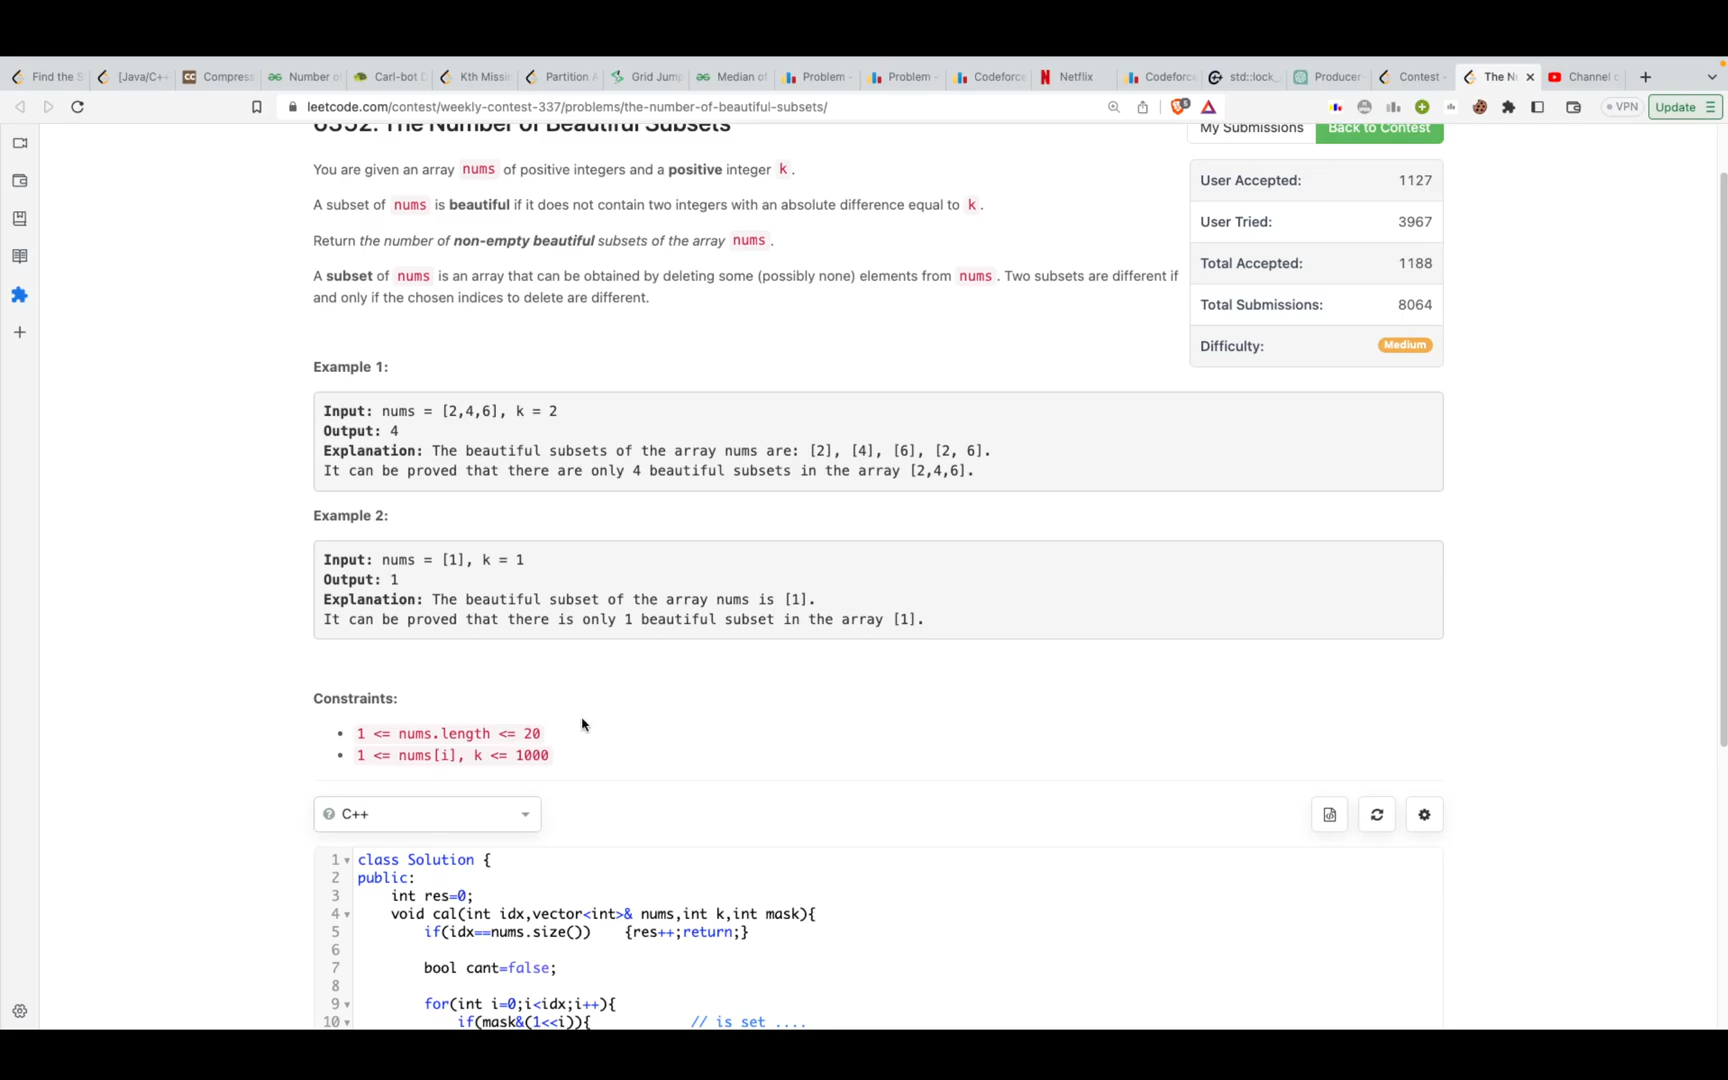 Find the S
[Java/C++
Compress
Number o
Carl-bot D
Kth Missin
Partition A
Grid Jump
Median of
Problem -
Problem -
Codeforce
Netflix
Codeforce
std::lock_
Producer-
Contest -
The Nu
Channel c
leetcode.com/contest/weekly-contest-337/problems/the-number-of-beautiful-subsets/
5
VPN
Update
6352. The Number of Beautiful Subsets
My Submissions
Back to Contest
You are given an array nums of positive integers and a positive integer k.
A subset of nums is beautiful if it does not contain two integers with an absolute difference equal to k.
Return the number of non-empty beautiful subsets of the array nums.
A subset of nums is an array that can be obtained by deleting some (possibly none) elements from nums. Two subsets are different if
and only if the chosen indices to delete are different.
User Accepted: 1127
User Tried: 3967
Total Accepted: 1188
Total Submissions: 8064
Difficulty: Medium
Example 1:
Input: nums = [2,4,6], k = 2
Output: 4
Explanation: The beautiful subsets of the array nums are: [2], [4], [6], [2, 6].
It can be proved that there are only 4 beautiful subsets in the array [2,4,6].
Example 2:
Input: nums = [1], k = 1
Output: 1
Explanation: The beautiful subset of the array nums is [1].
It can be proved that there is only 1 beautiful subset in the array [1].
Constraints:
1 <= nums.length <= 20
1 <= nums[i], k <= 1000
C++
1 class Solution {
2 public:
3 int res=0;
4 void cal(int idx,vector<int>& nums,int k,int mask){
5 if(idx==nums.size()) {res++;return;}
6
7 bool cant=false;
8
9 for(int i=0;i<idx;i++){
10 if(mask&(1<<i)){ // is set ....